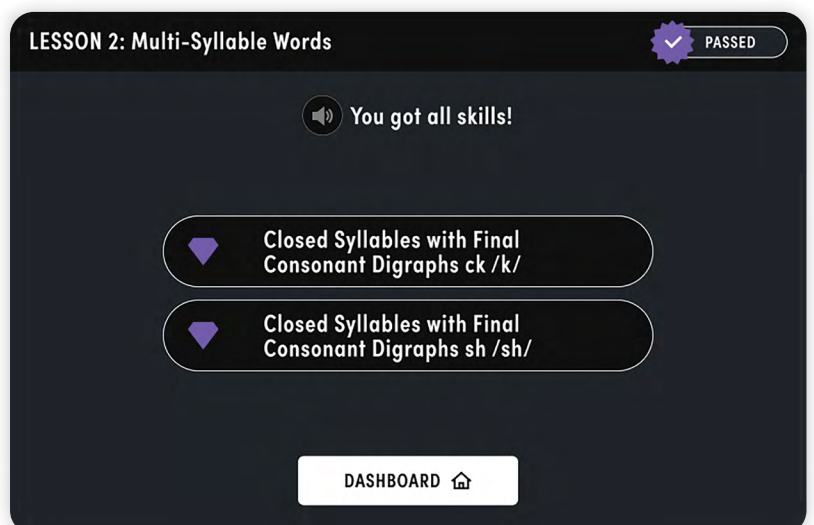 LESSON 2: Multi-Syllable Words
PASSED
You got all skills!
Closed Syllables with Final
Consonant Digraphs ck /k/
Closed Syllables with Final
Consonant Digraphs sh /sh/
DASHBOARD